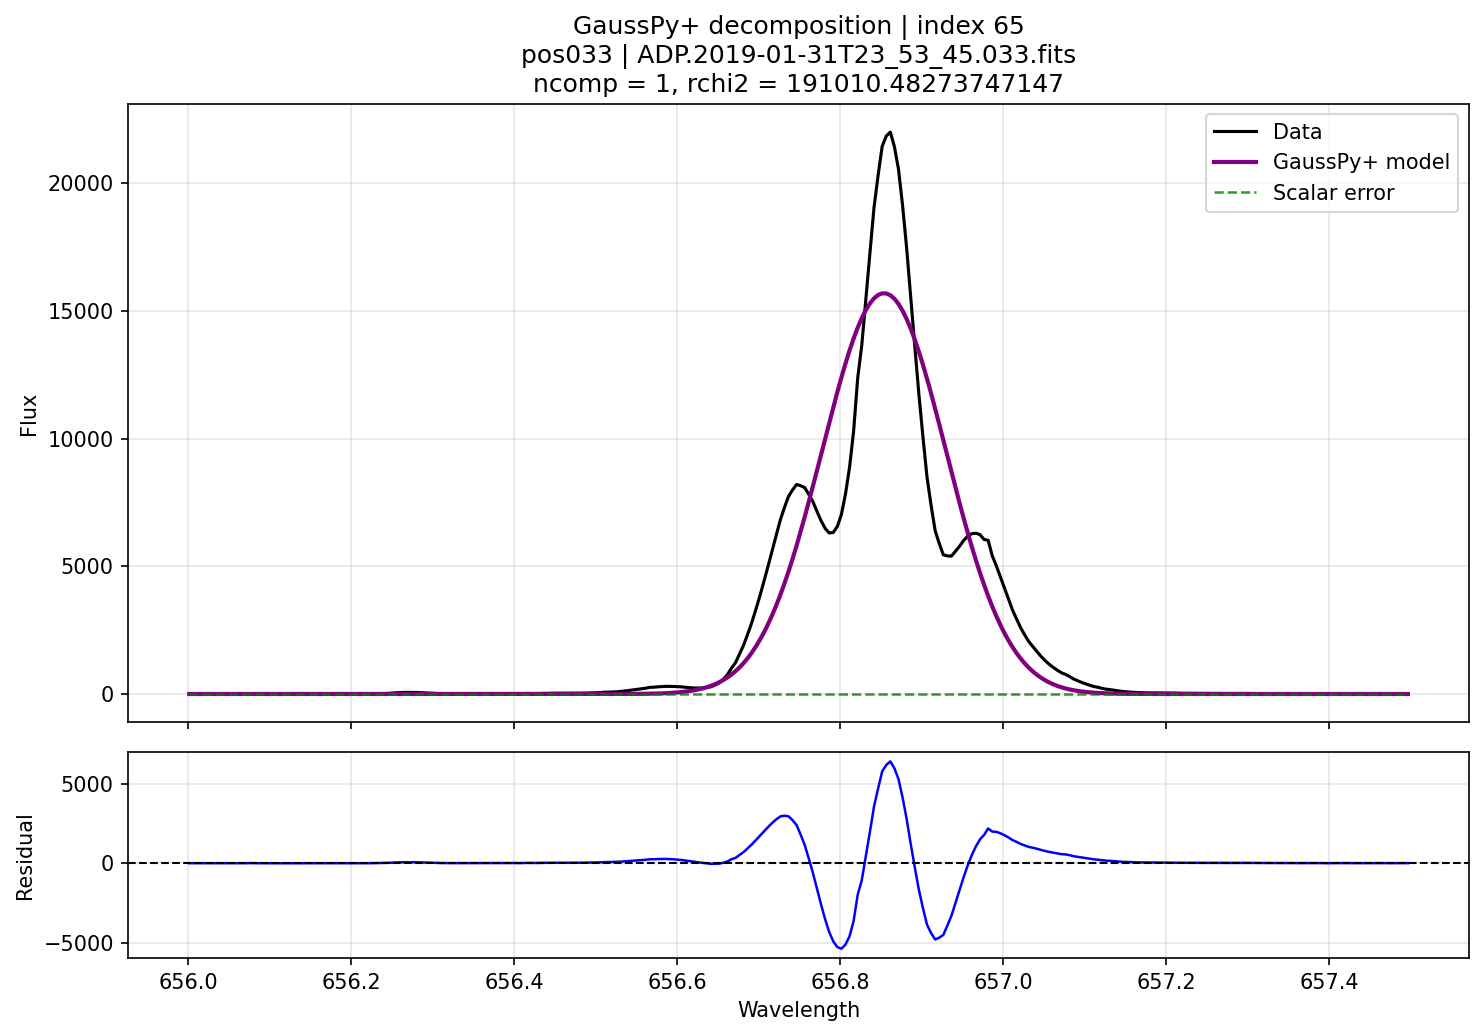 GaussPy+ decomposition | index 65
pos033 | ADP.2019-01-31T23_53_45.033.fits
ncomp = 1, rchi2 = 191010.48273747147
Data
GaussPy+ model
Scalar error
Flux
20000
15000
10000
5000
0
Residual
5000
0
−5000
656.0
656.2
656.4
656.6
656.8
657.0
657.2
657.4
Wavelength